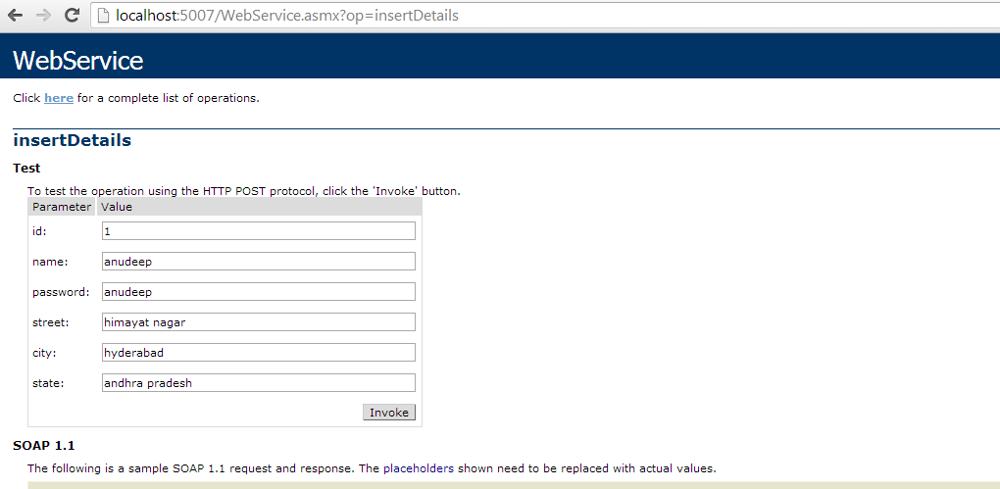 localhost:5007/WebService.asmx?op=insertDetails
WebService
Click here for a complete list of operations.
insertDetails
Test
To test the operation using the HTTP POST protocol, click the 'Invoke' button.
Parameter Value
id: 1
name: anudeep
password: anudeep
street: himayat nagar
city: hyderabad
state: andhra pradesh
Invoke
SOAP 1.1
The following is a sample SOAP 1.1 request and response. The placeholders shown need to be replaced with actual values.